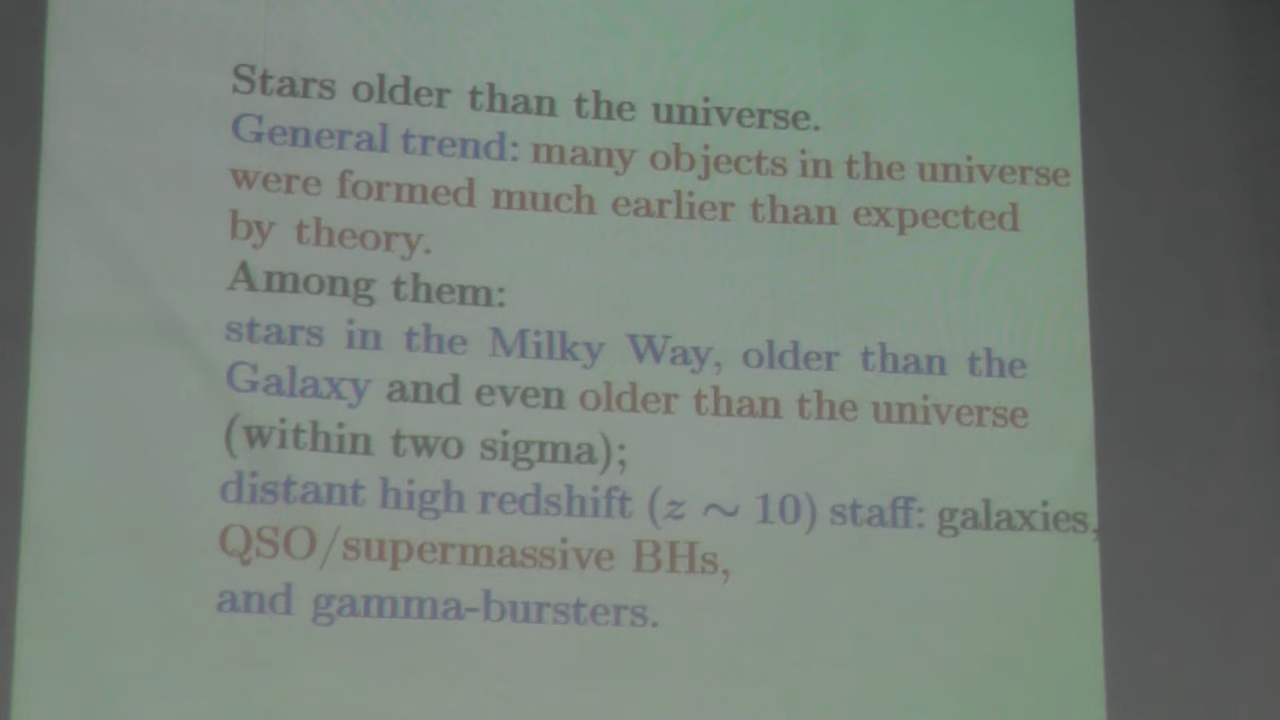 Stars older than the universe.
General trend: many objects in the universe
were formed much earlier than expected
by theory.
Among them:
stars in the Milky Way, older than the
Galaxy and even older than the universe
(within two sigma);
distant high redshift (z ∼ 10) staff: galaxies,
QSO/supermassive BHs,
and gamma-bursters.